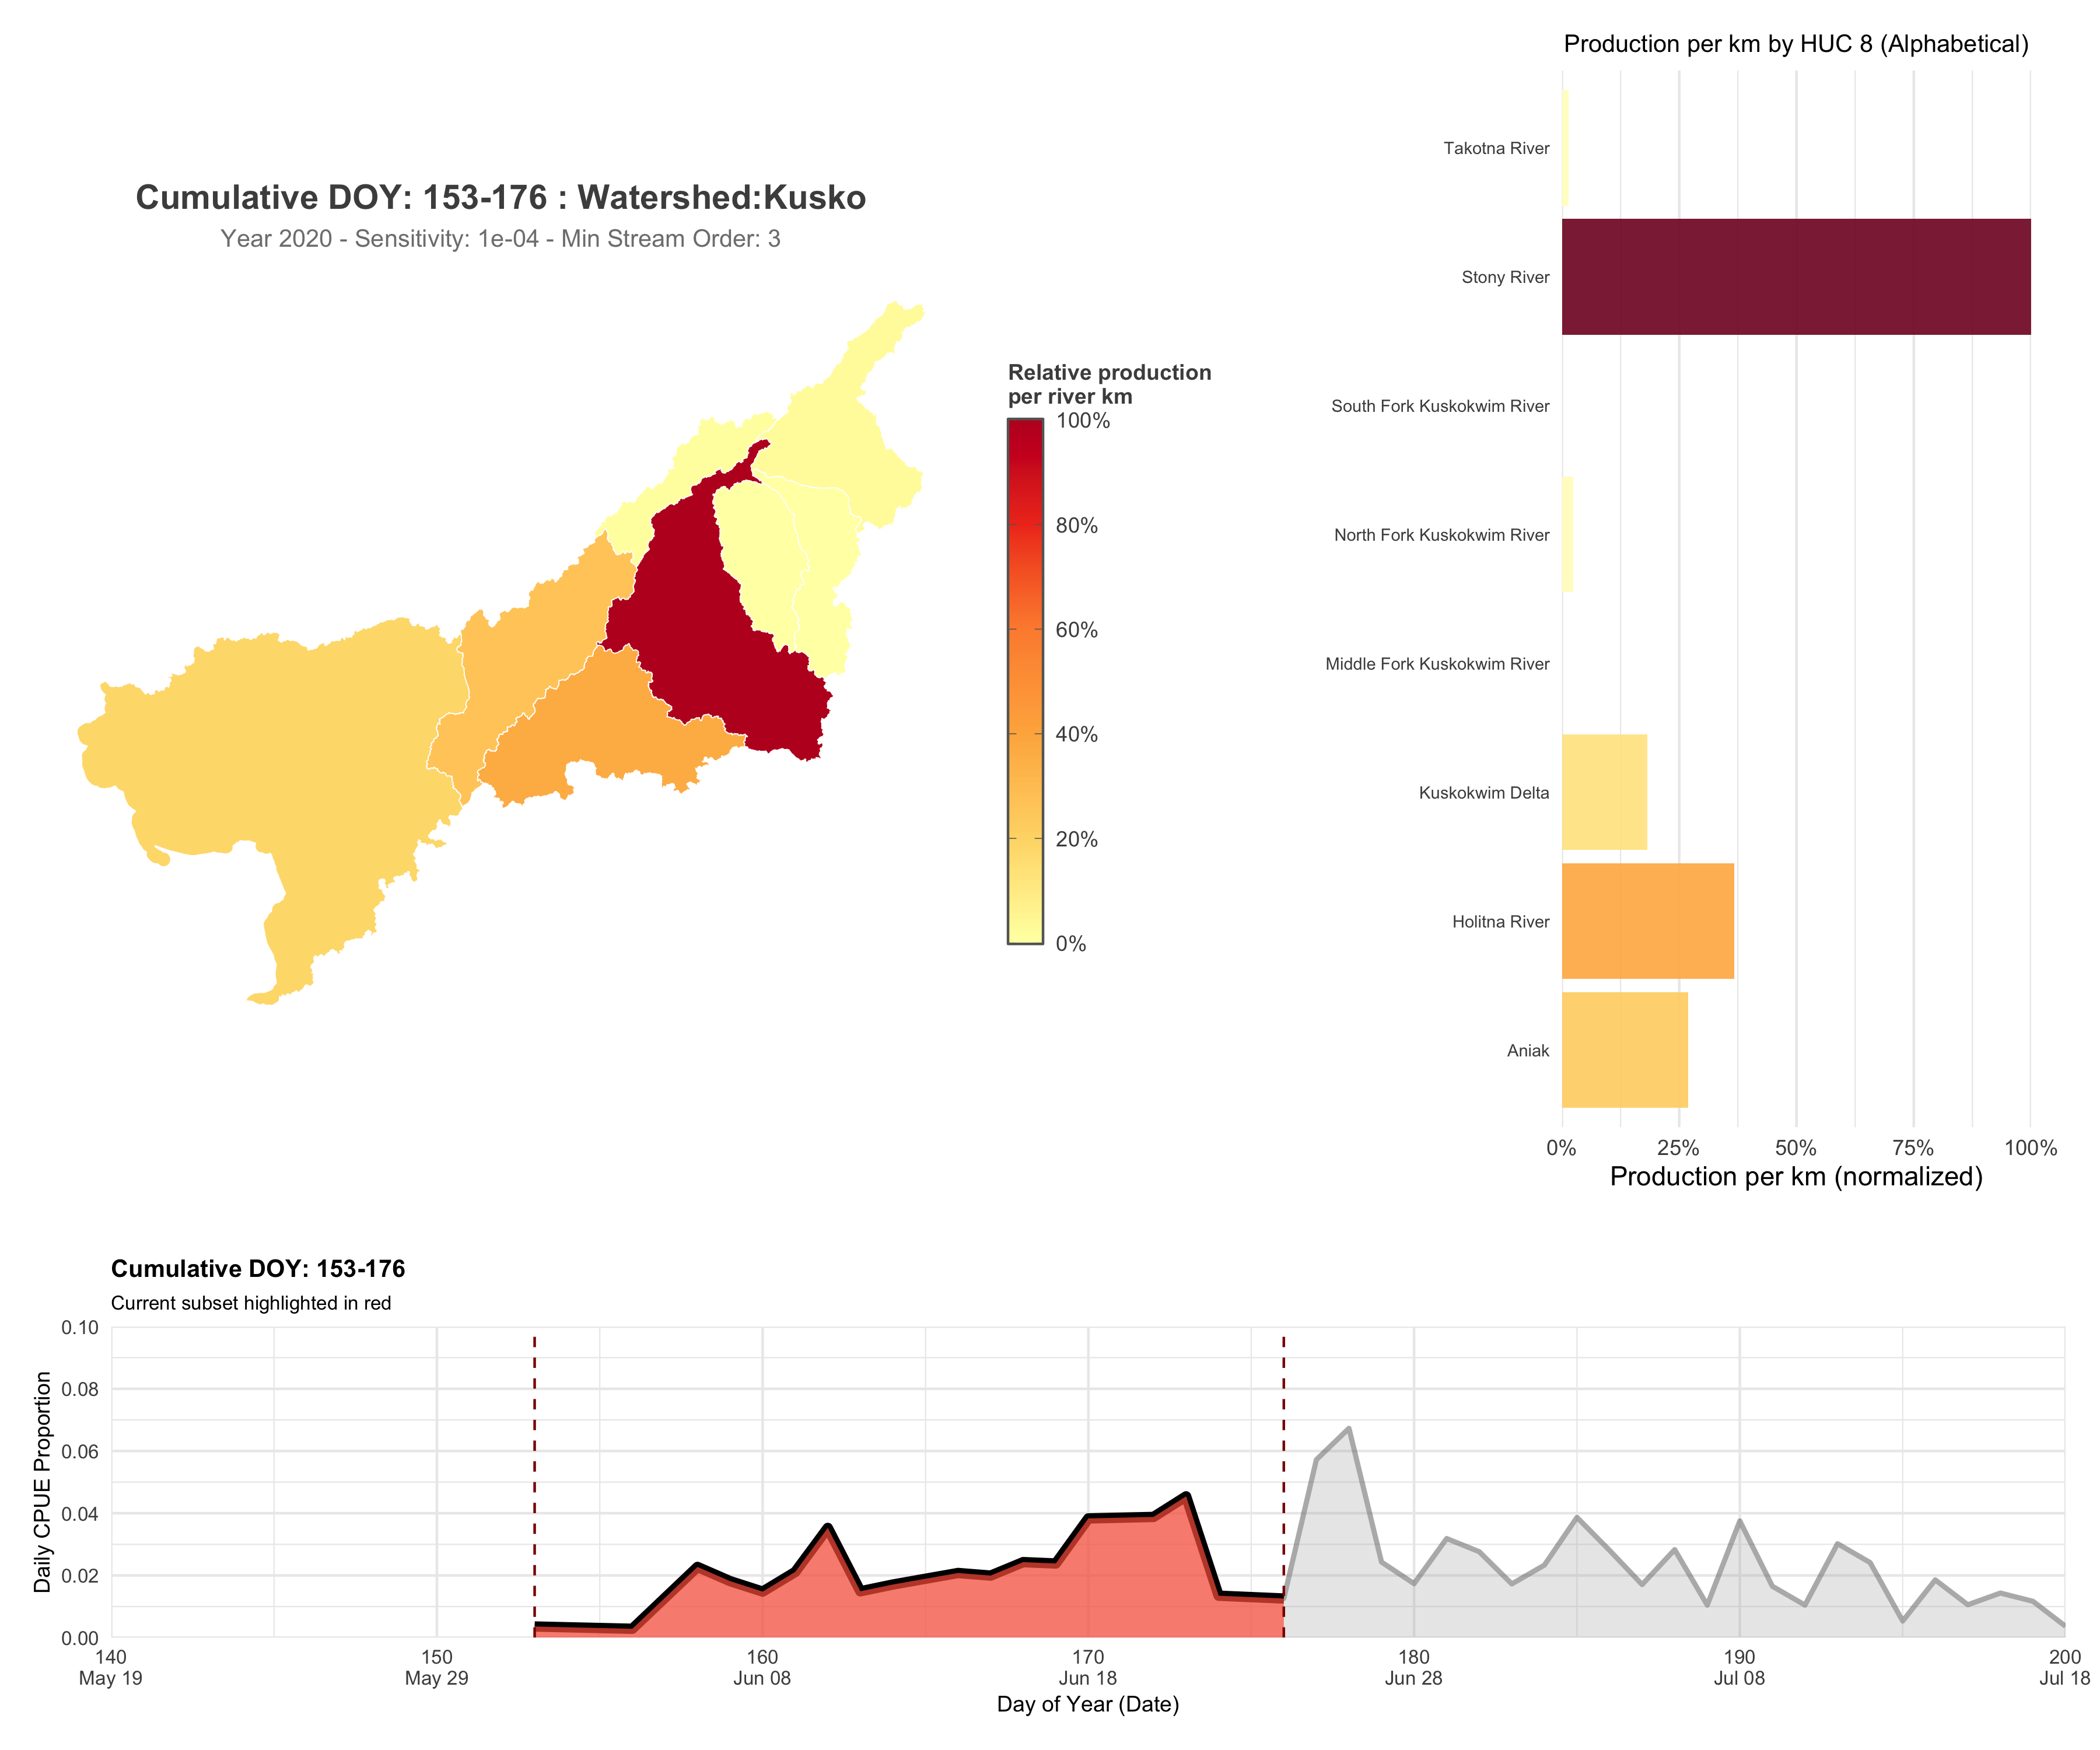 Cumulative DOY: 153-176 : Watershed:Kusko
Year 2020 - Sensitivity: 1e-04 - Min Stream Order: 3
Relative production
per river km
100%
80%
60%
40%
20%
0%
Production per km by HUC 8 (Alphabetical)
Takotna River
Stony River
South Fork Kuskokwim River
North Fork Kuskokwim River
Middle Fork Kuskokwim River
Kuskokwim Delta
Holitna River
Aniak
0% 25% 50% 75% 100%
Production per km (normalized)
Cumulative DOY: 153-176
Current subset highlighted in red
Daily CPUE Proportion
0.10
0.08
0.06
0.04
0.02
0.00
140 150 160 170 180 190 200
May 19 May 29 Jun 08 Jun 18 Jun 28 Jul 08 Jul 18
Day of Year (Date)